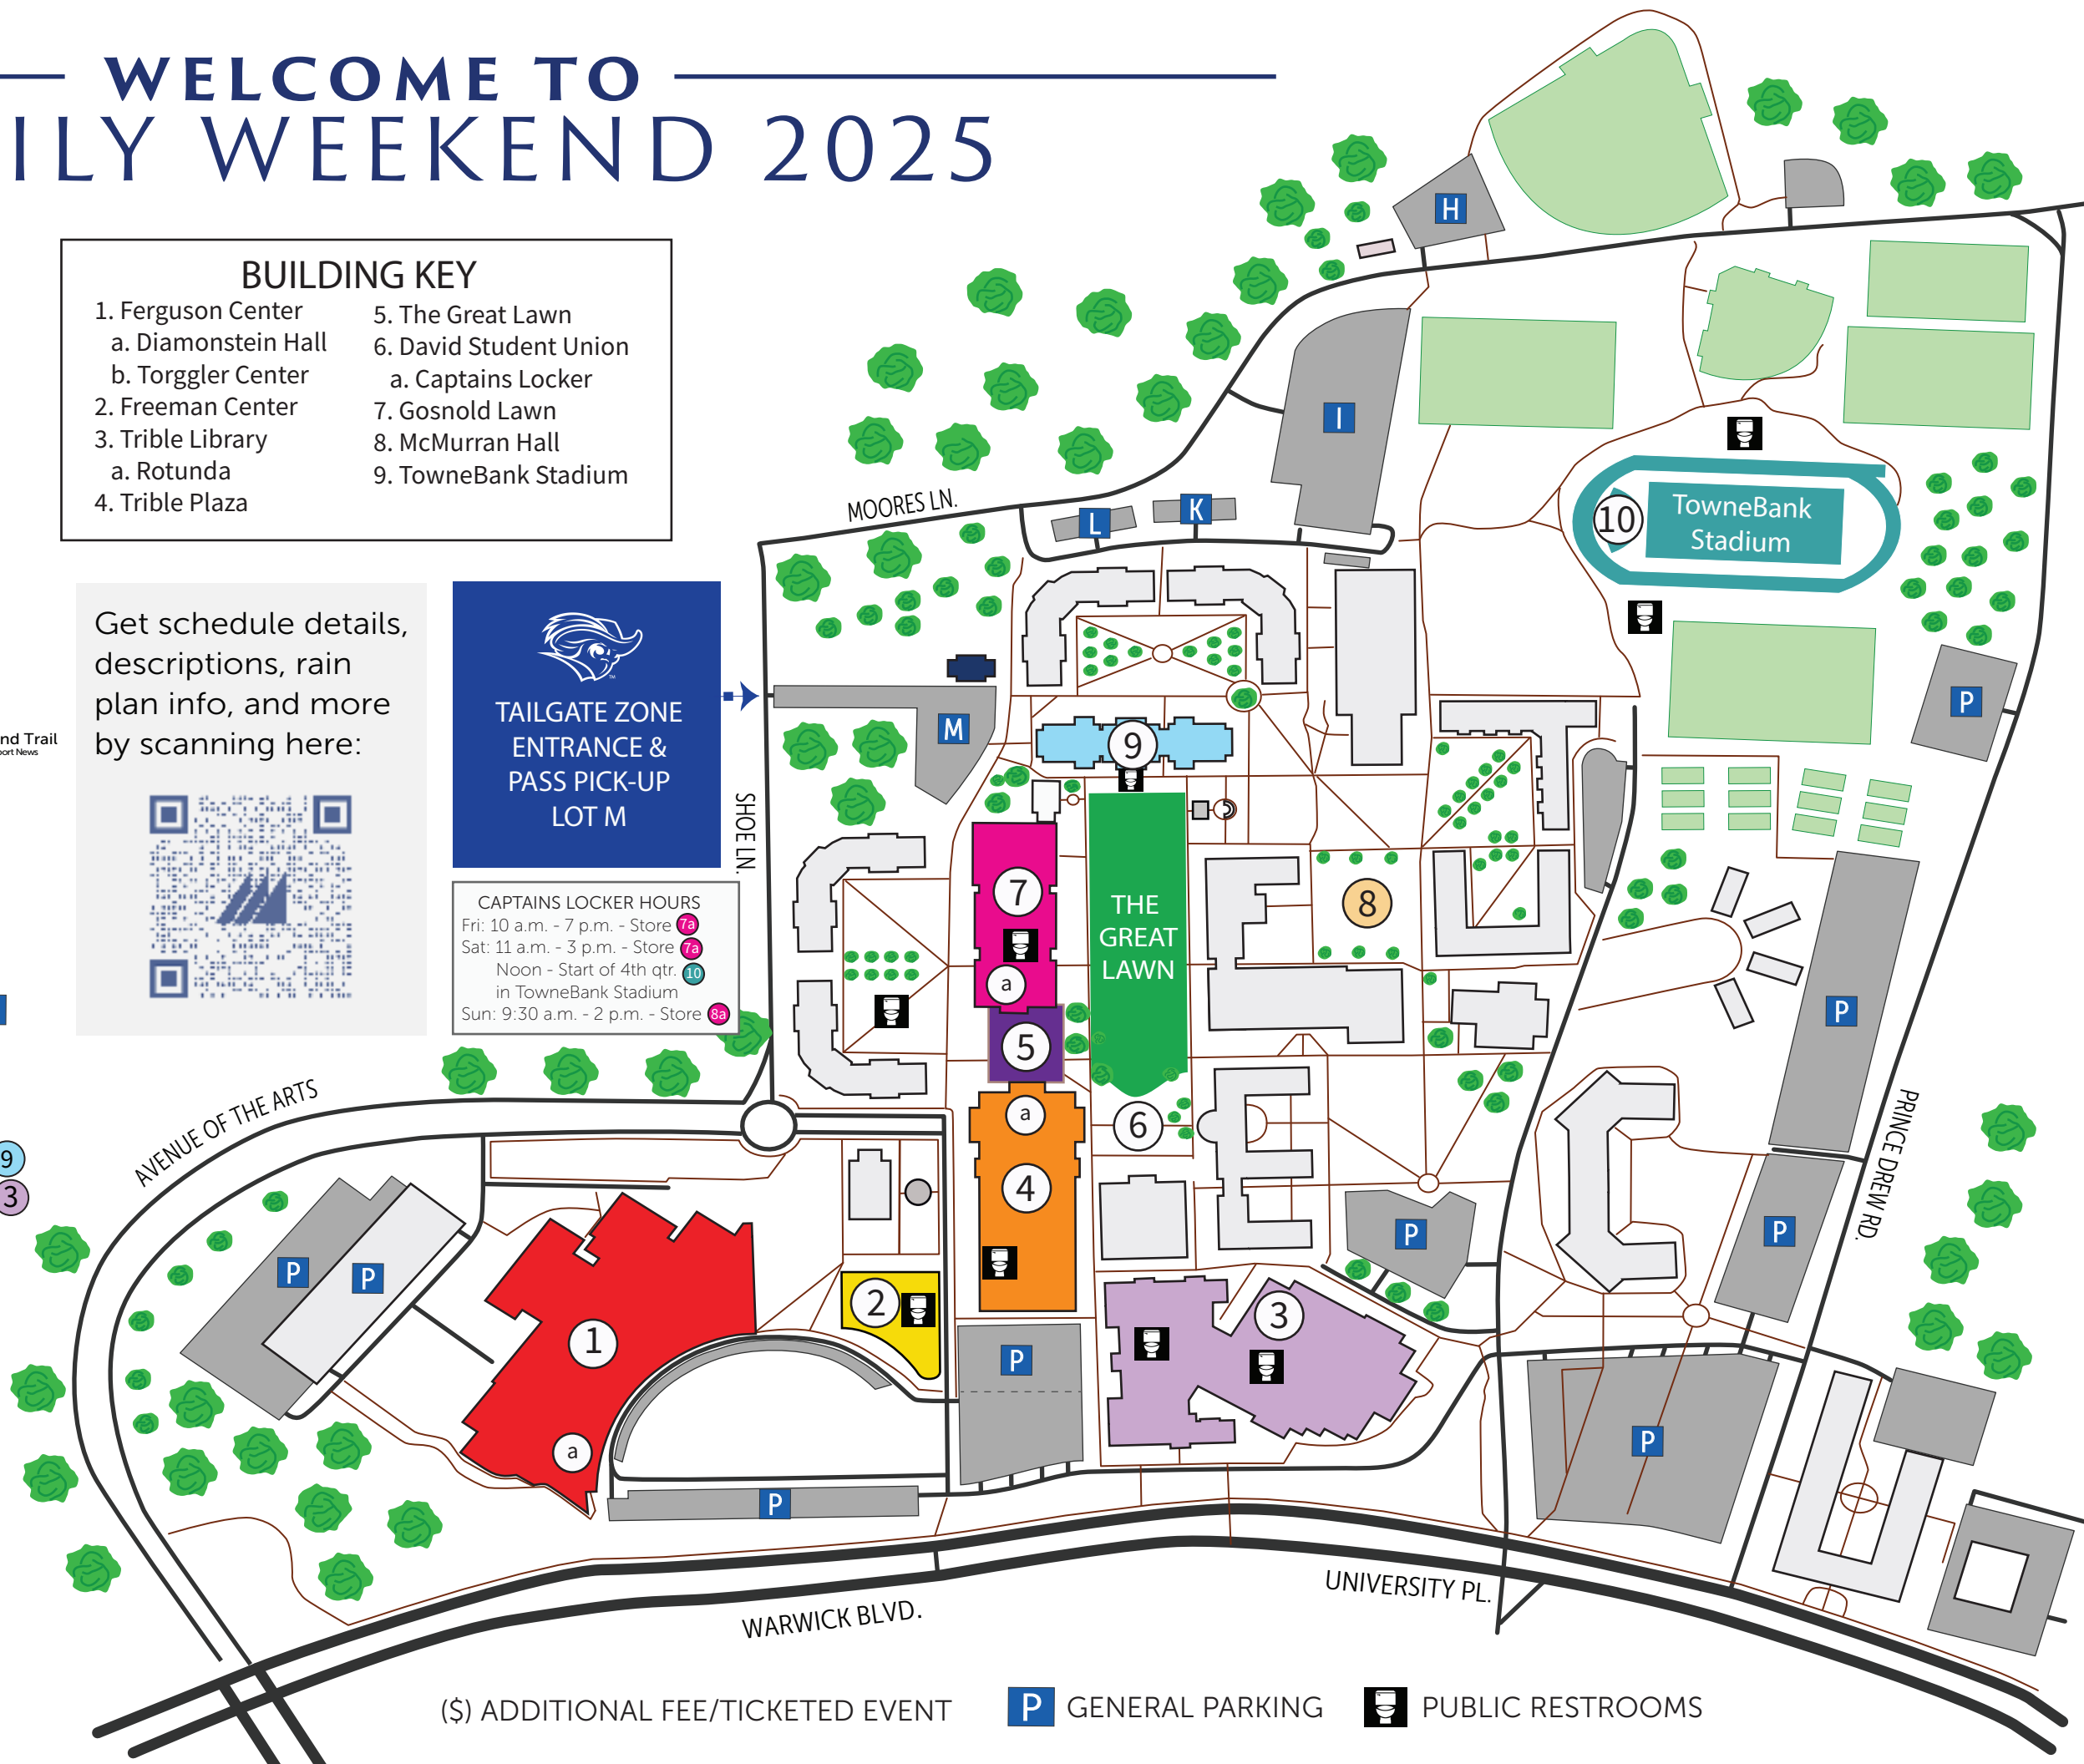 WELCOME TO
ILY WEEKEND 2025
BUILDING KEY
1. Ferguson Center
a. Diamonstein Hall
b. Torggler Center
2. Freeman Center
3. Trible Library
a. Rotunda
4. Trible Plaza
5. The Great Lawn
6. David Student Union
a. Captains Locker
7. Gosnold Lawn
8. McMurran Hall
9. TowneBank Stadium
Get schedule details,
descriptions, rain
plan info, and more
by scanning here:
TAILGATE ZONE
ENTRANCE &
PASS PICK-UP
LOT M
CAPTAINS LOCKER HOURS
Fri: 10 a.m. - 7 p.m. - Store 7a
Sat: 11 a.m. - 3 p.m. - Store 7a
Noon - Start of 4th qtr. 10
in TowneBank Stadium
Sun: 9:30 a.m. - 2 p.m. - Store 8a
nd Trail
port News
9
3
H
I
MOORES LN.
L
K
10
TowneBank
Stadium
M
9
P
SHOE LN.
7
a
THE
GREAT
LAWN
8
P
5
AVENUE OF THE ARTS
a
6
4
PRINCE DREW RD.
P
P
P
P
1
2
3
P
a
P
P
WARWICK BLVD.
UNIVERSITY PL.
($) ADDITIONAL FEE/TICKETED EVENT
P GENERAL PARKING
PUBLIC RESTROOMS